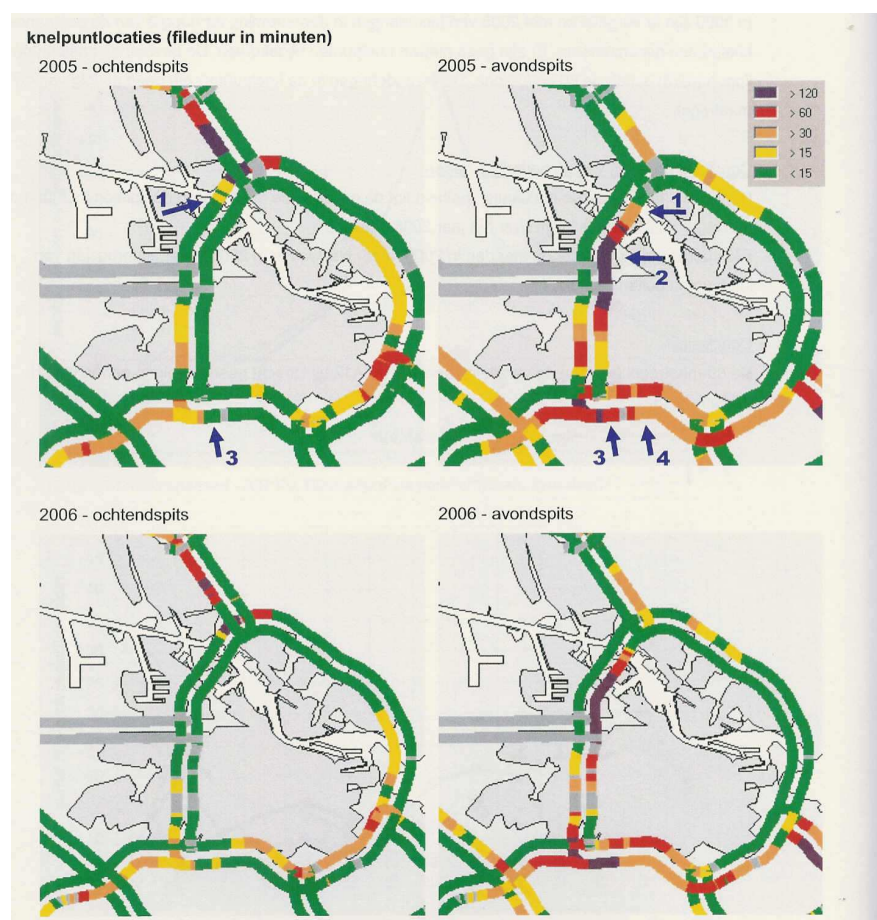 knelpuntlocaties (fileduur in minuten)
2005 - ochtendspits
2005 - avondspits
> 120
> 60
> 30
> 15
< 15
1
3
1
2
3
4
2006 - ochtendspits
2006 - avondspits